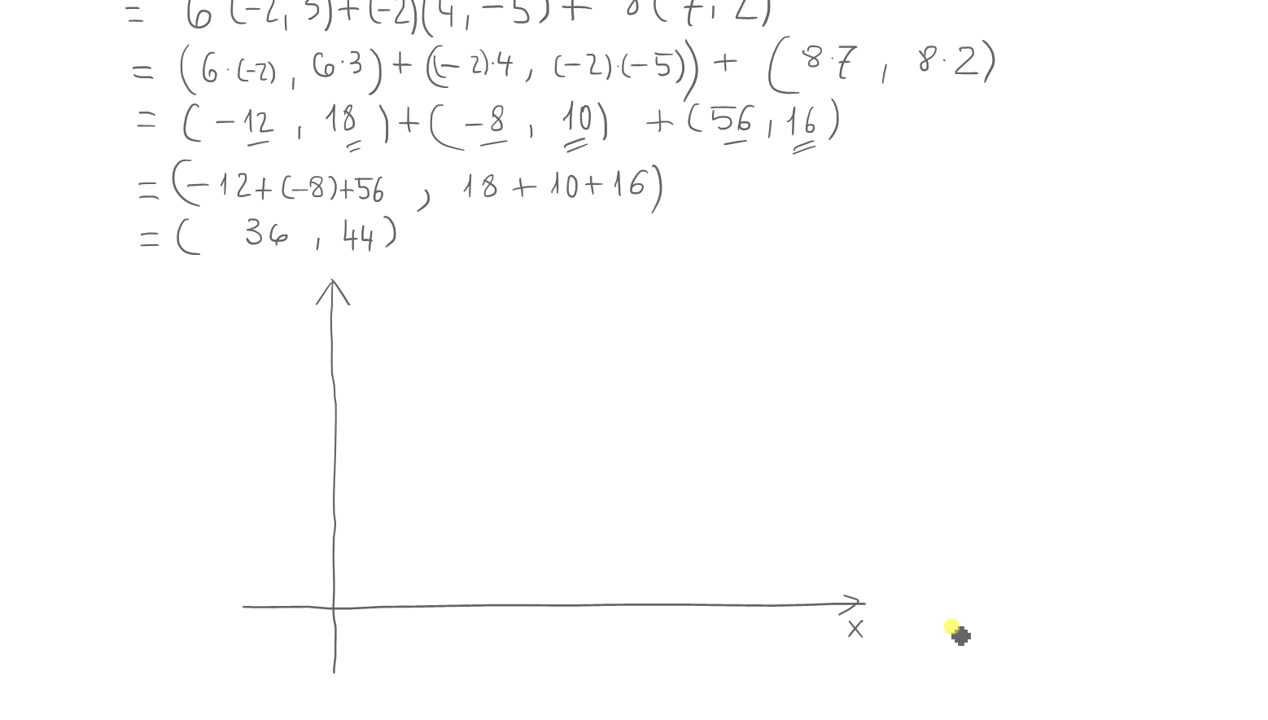 = 6(-2, 3)+(-2)(4, -5) + 8(7, 2)
= (6·(-2), 6·3)+((-2)·4, (-2)·(-5)) + (8·7, 8·2)
= (-12, 18)+(-8, 10) +(56, 16)
= (-12+(-8)+56, 18+10+16)
= ( 36, 44)
x